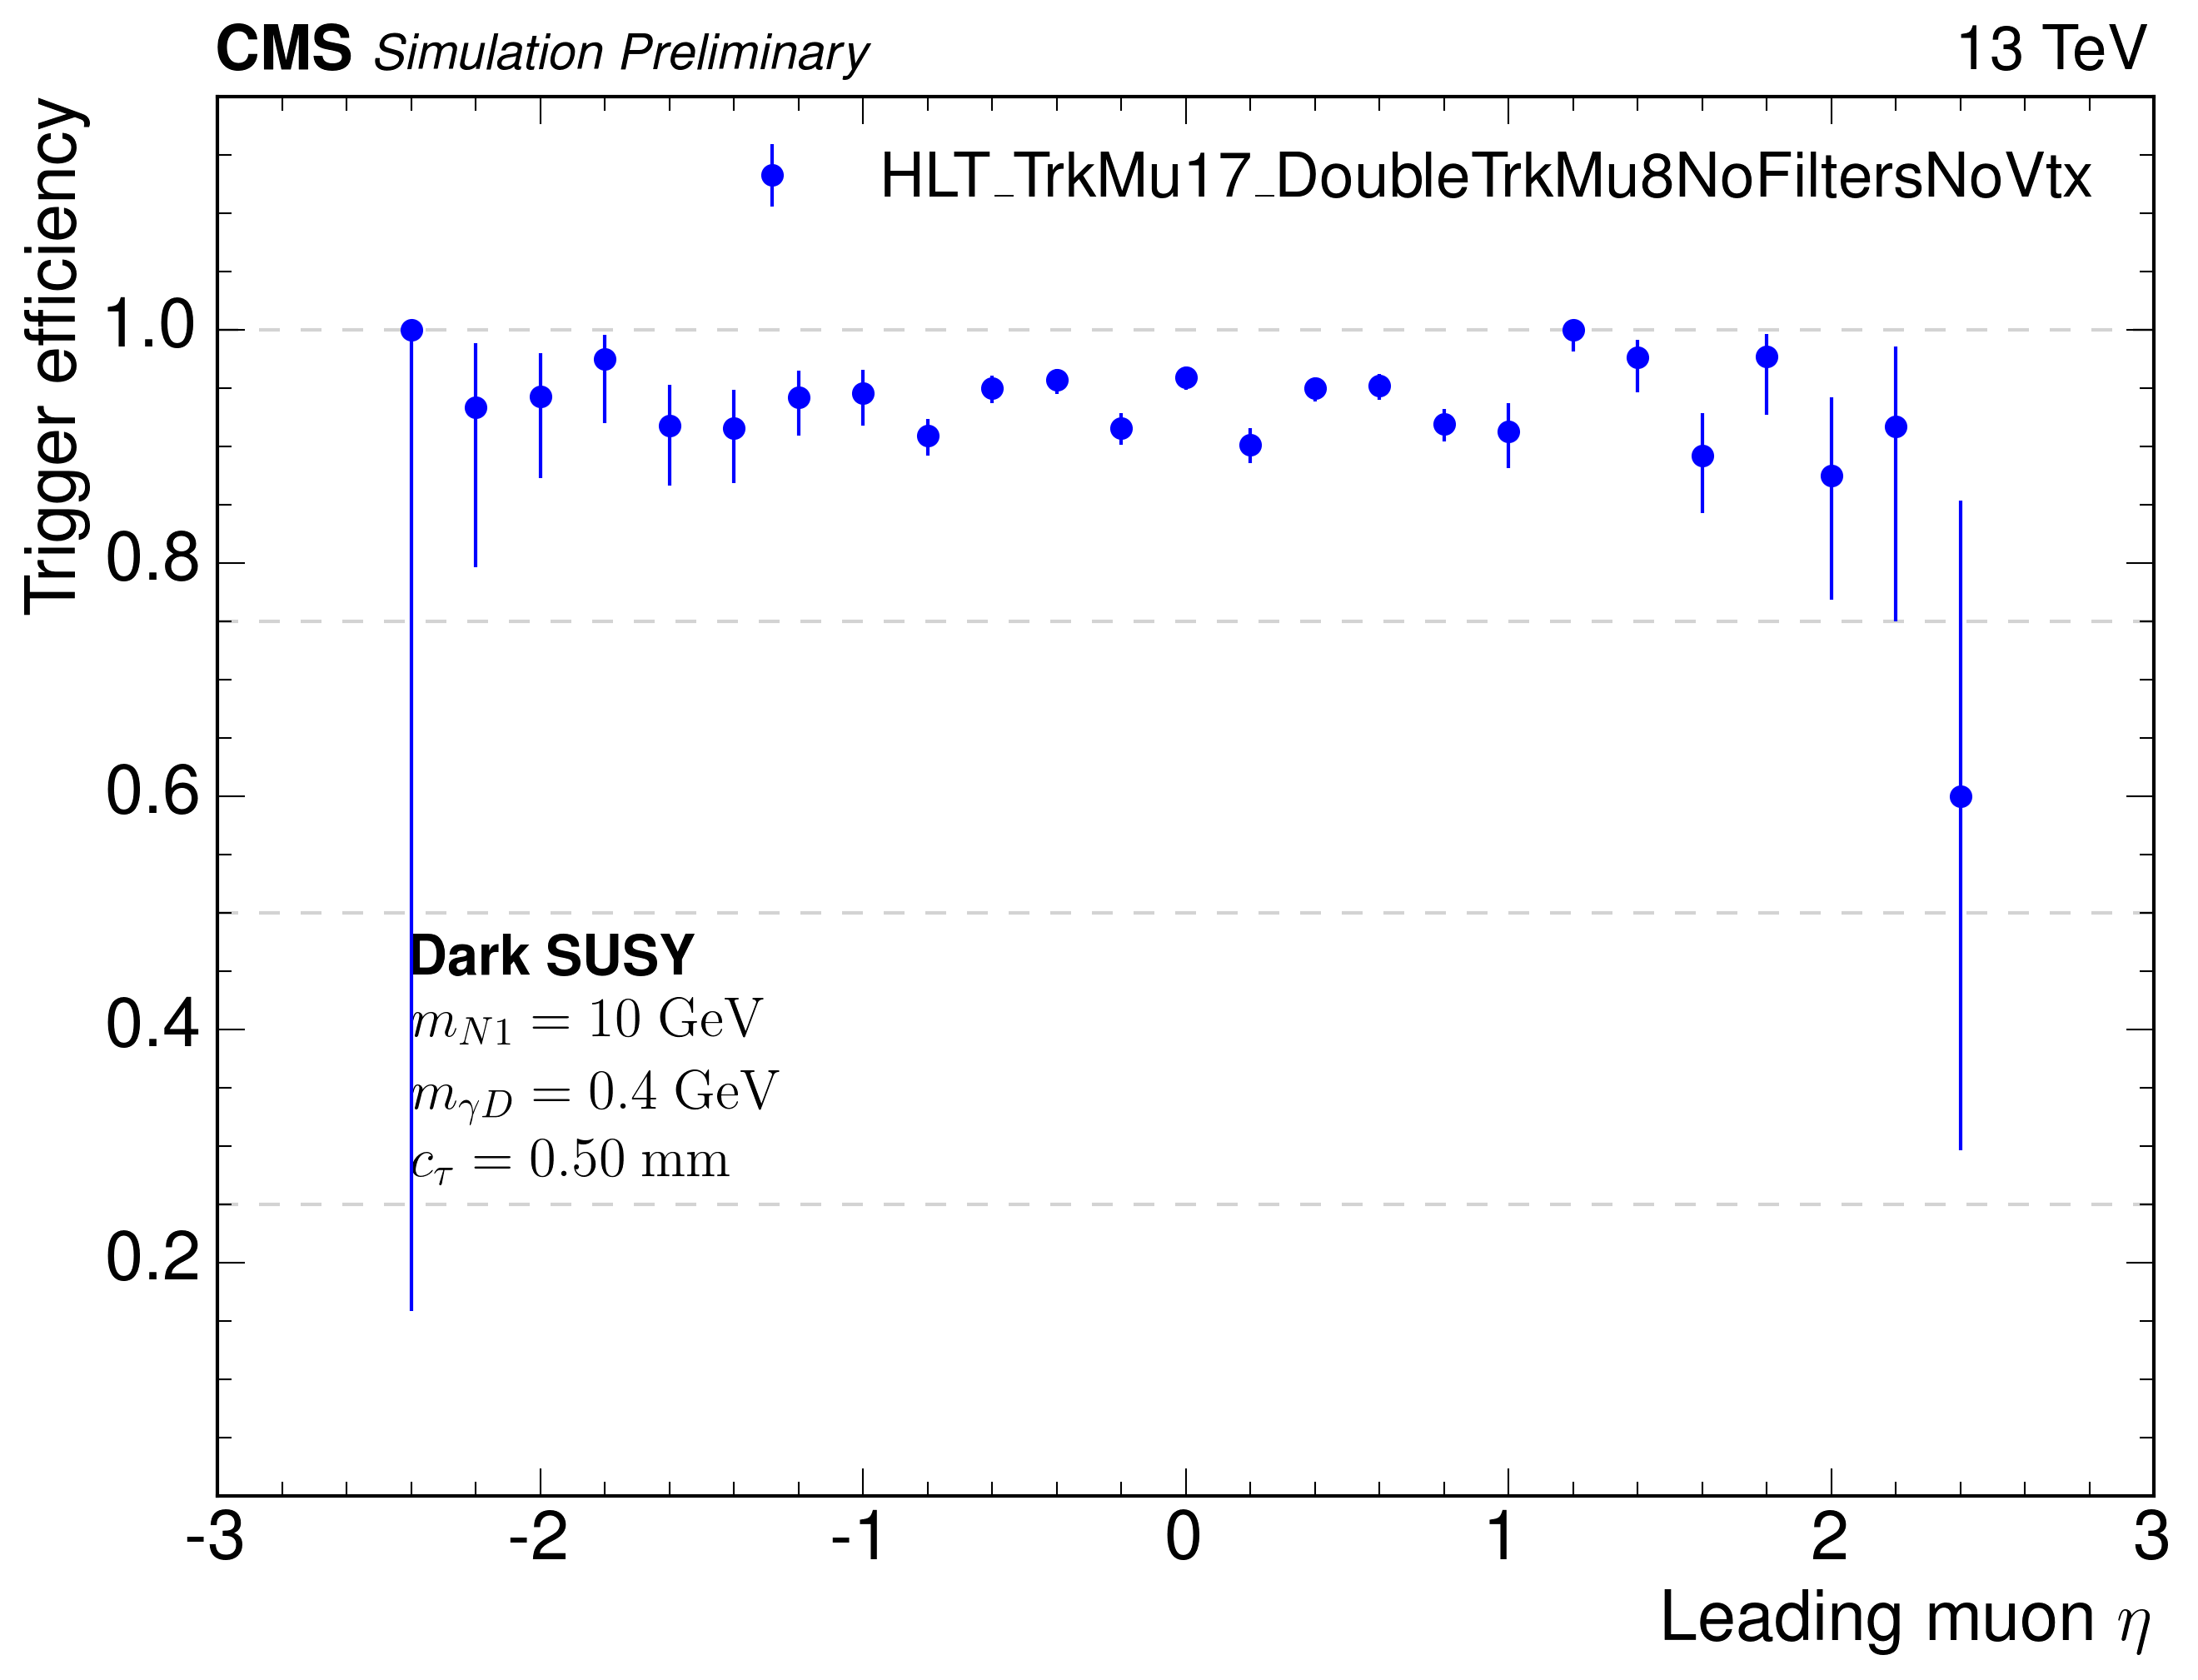 CMS Simulation Preliminary 13 TeV
HLT_TrkMu17_DoubleTrkMu8NoFiltersNoVtx
Trigger efficiency
1.0
0.8
0.6
0.4
0.2
Dark SUSY
m_{N1} = 10 GeV
m_{γD} = 0.4 GeV
c_τ = 0.50 mm
-3 -2 -1 0 1 2 3
Leading muon η